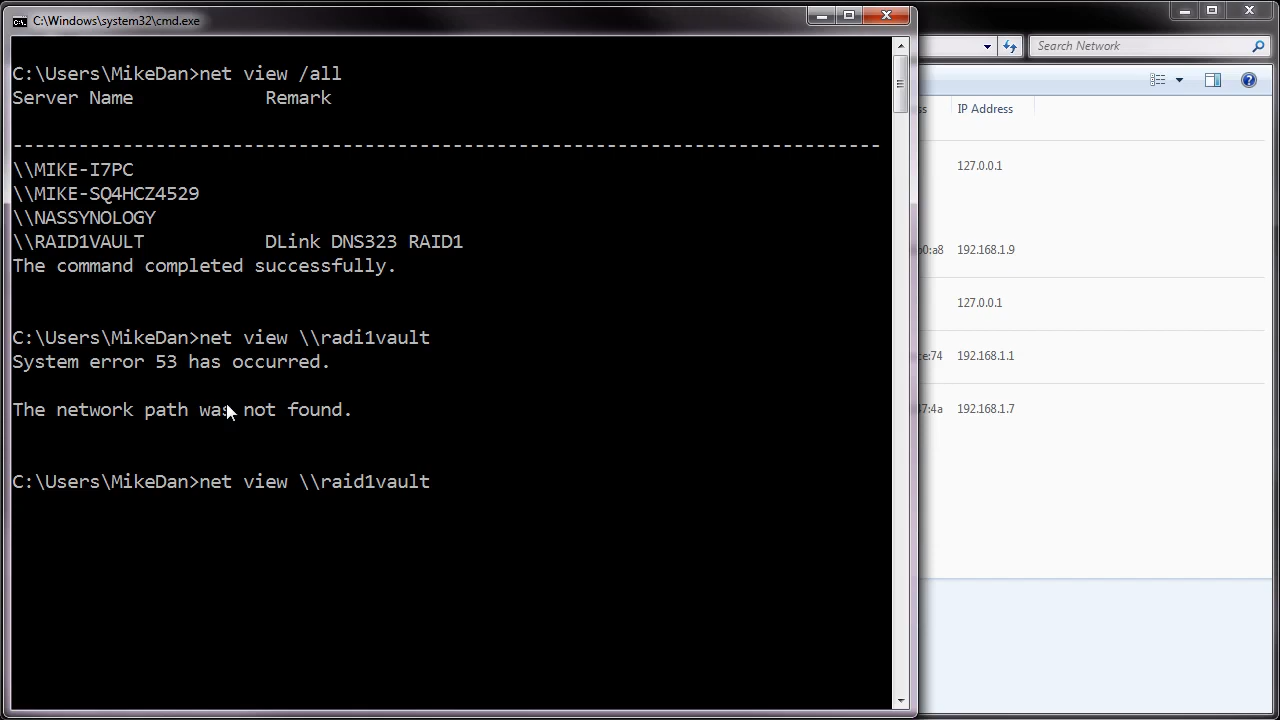 C:\Windows\system32\cmd.exe
C:\Users\MikeDan>net view /all
Server Name            Remark
-------------------------------------------------------------------------------
\\MIKE-I7PC
\\MIKE-SQ4HCZ4529
\\NASSYNOLOGY
\\RAID1VAULT           DLink DNS323 RAID1
The command completed successfully.
C:\Users\MikeDan>net view \\radi1vault
System error 53 has occurred.
The network path was not found.
C:\Users\MikeDan>net view \\raid1vault
Search Network
IP Address
127.0.0.1
192.168.1.9
127.0.0.1
192.168.1.1
192.168.1.7